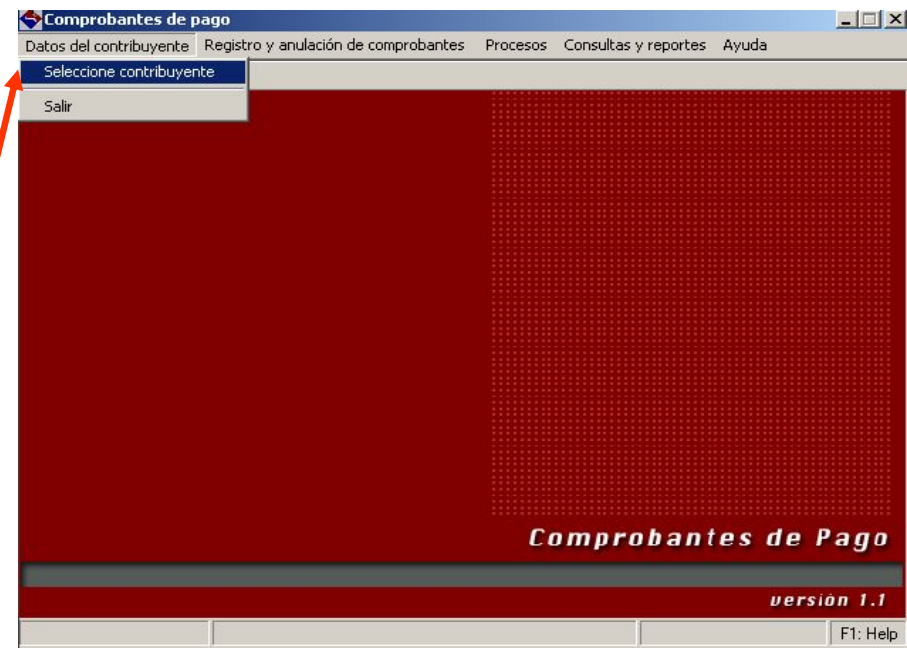 Comprobantes de pago
Datos del contribuyente Registro y anulación de comprobantes Procesos Consultas y reportes Ayuda
Seleccione contribuyente
Salir
Comprobantes de Pago
versión 1.1
F1: Help